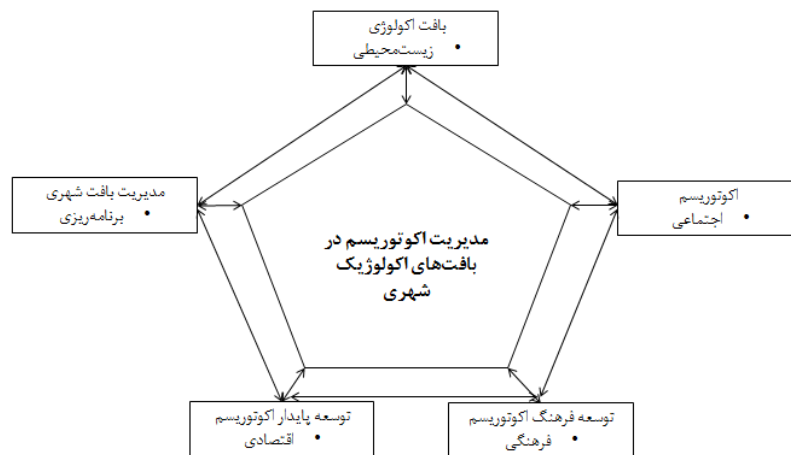 بافت اکولوژی
• زیست‌محیطی
مدیریت بافت شهری
• برنامه‌ریزی
اکوتوریسم
• اجتماعی
مدیریت اکوتوریسم در
بافت‌های اکولوژیک
شهری
توسعه پایدار اکوتوریسم
• اقتصادی
توسعه فرهنگ اکوتوریسم
• فرهنگی